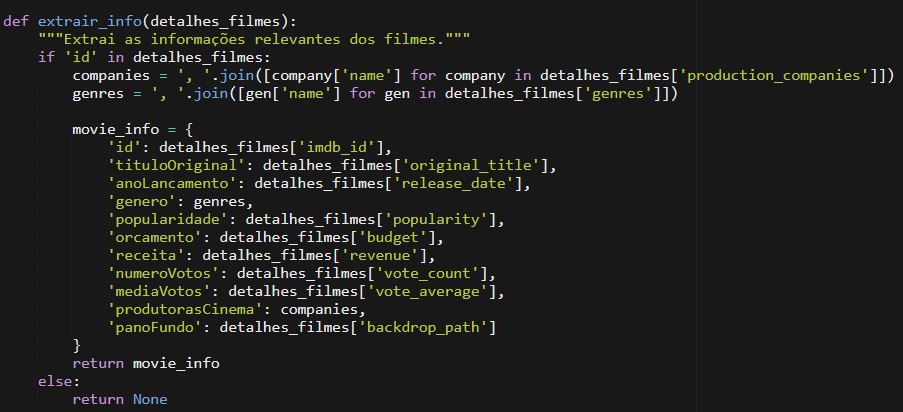 def extrair_info(detalhes_filmes):
    """Extrai as informações relevantes dos filmes."""
    if 'id' in detalhes_filmes:
        companies = ', '.join([company['name'] for company in detalhes_filmes['production_companies']])
        genres = ', '.join([gen['name'] for gen in detalhes_filmes['genres']])
        movie_info = {
            'id': detalhes_filmes['imdb_id'],
            'tituloOriginal': detalhes_filmes['original_title'],
            'anoLancamento': detalhes_filmes['release_date'],
            'genero': genres,
            'popularidade': detalhes_filmes['popularity'],
            'orcamento': detalhes_filmes['budget'],
            'receita': detalhes_filmes['revenue'],
            'numeroVotos': detalhes_filmes['vote_count'],
            'mediaVotos': detalhes_filmes['vote_average'],
            'produtorasCinema': companies,
            'panoFundo': detalhes_filmes['backdrop_path']
        }
        return movie_info
    else:
        return None